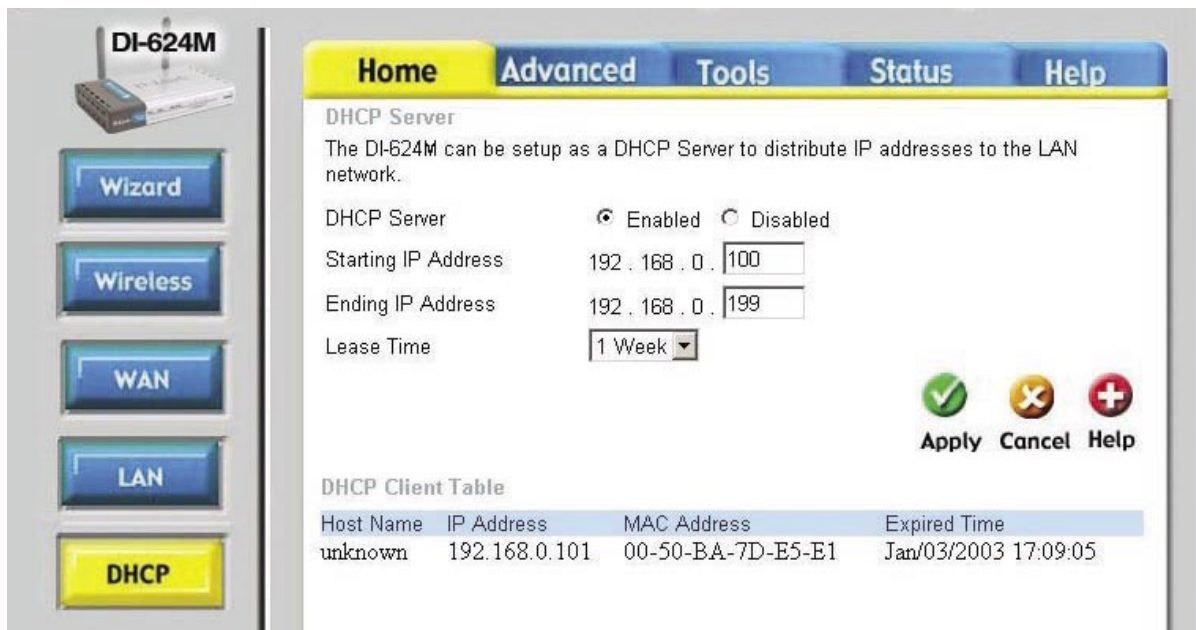 DI-624M
Home Advanced Tools Status Help
Wizard
Wireless
WAN
LAN
DHCP
DHCP Server
The DI-624M can be setup as a DHCP Server to distribute IP addresses to the LAN
network.
DHCP Server Enabled Disabled
Starting IP Address 192 . 168 . 0 . 100
Ending IP Address 192 . 168 . 0 . 199
Lease Time 1 Week
Apply Cancel Help
DHCP Client Table
Host Name IP Address MAC Address Expired Time
unknown 192.168.0.101 00-50-BA-7D-E5-E1 Jan/03/2003 17:09:05